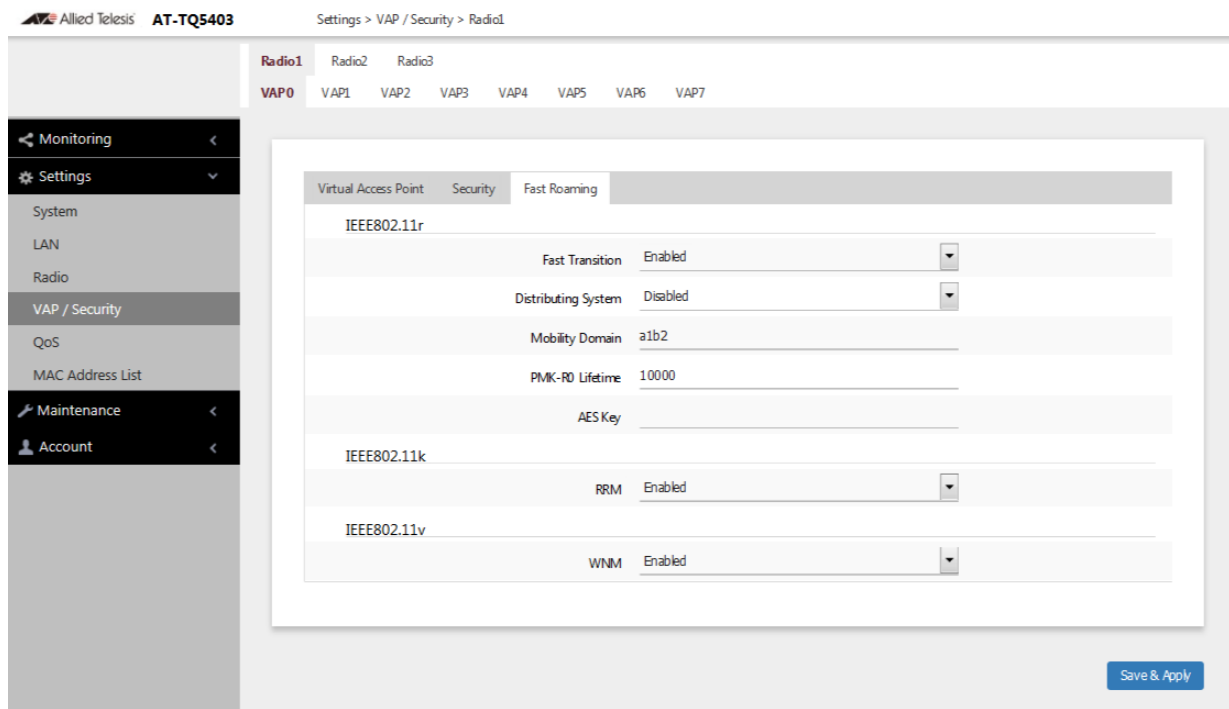 Allied Telesis AT-TQ5403 Settings > VAP / Security > Radio1
Radio1 Radio2 Radio3
VAP0 VAP1 VAP2 VAP3 VAP4 VAP5 VAP6 VAP7
Monitoring
Settings
System
LAN
Radio
VAP / Security
QoS
MAC Address List
Maintenance
Account
Virtual Access Point Security Fast Roaming
IEEE802.11r
Fast Transition Enabled
Distributing System Disabled
Mobility Domain a1b2
PMK-R0 Lifetime 10000
AES Key
IEEE802.11k
RRM Enabled
IEEE802.11v
WNM Enabled
Save & Apply